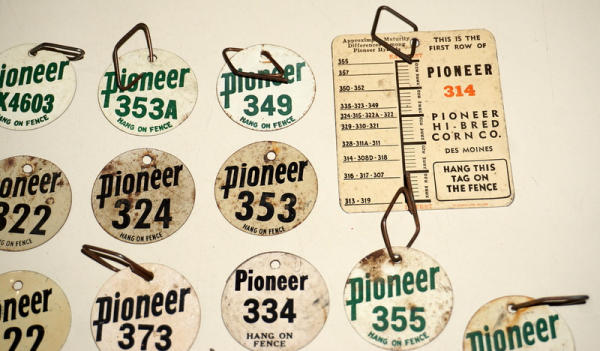 ioneer
X4603
HANG ON FENCE
Pioneer
353A
HANG ON FENCE
Pioneer
349
HANG ON FENCE
Approximate Maturity
Differences Among
Pioneer Hybrids
355
357
350-352
335-323-349
324-315-322A-322
329-330-321
328-311A-311
314-308D-318
316-317-307
313-319
THIS IS THE
FIRST ROW OF
PIONEER
314
PIONEER
HI-BRED
CORN CO.
DES MOINES
HANG THIS
TAG ON
THE FENCE
ioneer
322
HANG ON FENCE
Pioneer
324
HANG ON FENCE
Pioneer
353
HANG ON FENCE
oneer
22
Pioneer
373
Pioneer
334
HANG ON
FENCE
Pioneer
355
HANG ON FENCE
Pioneer